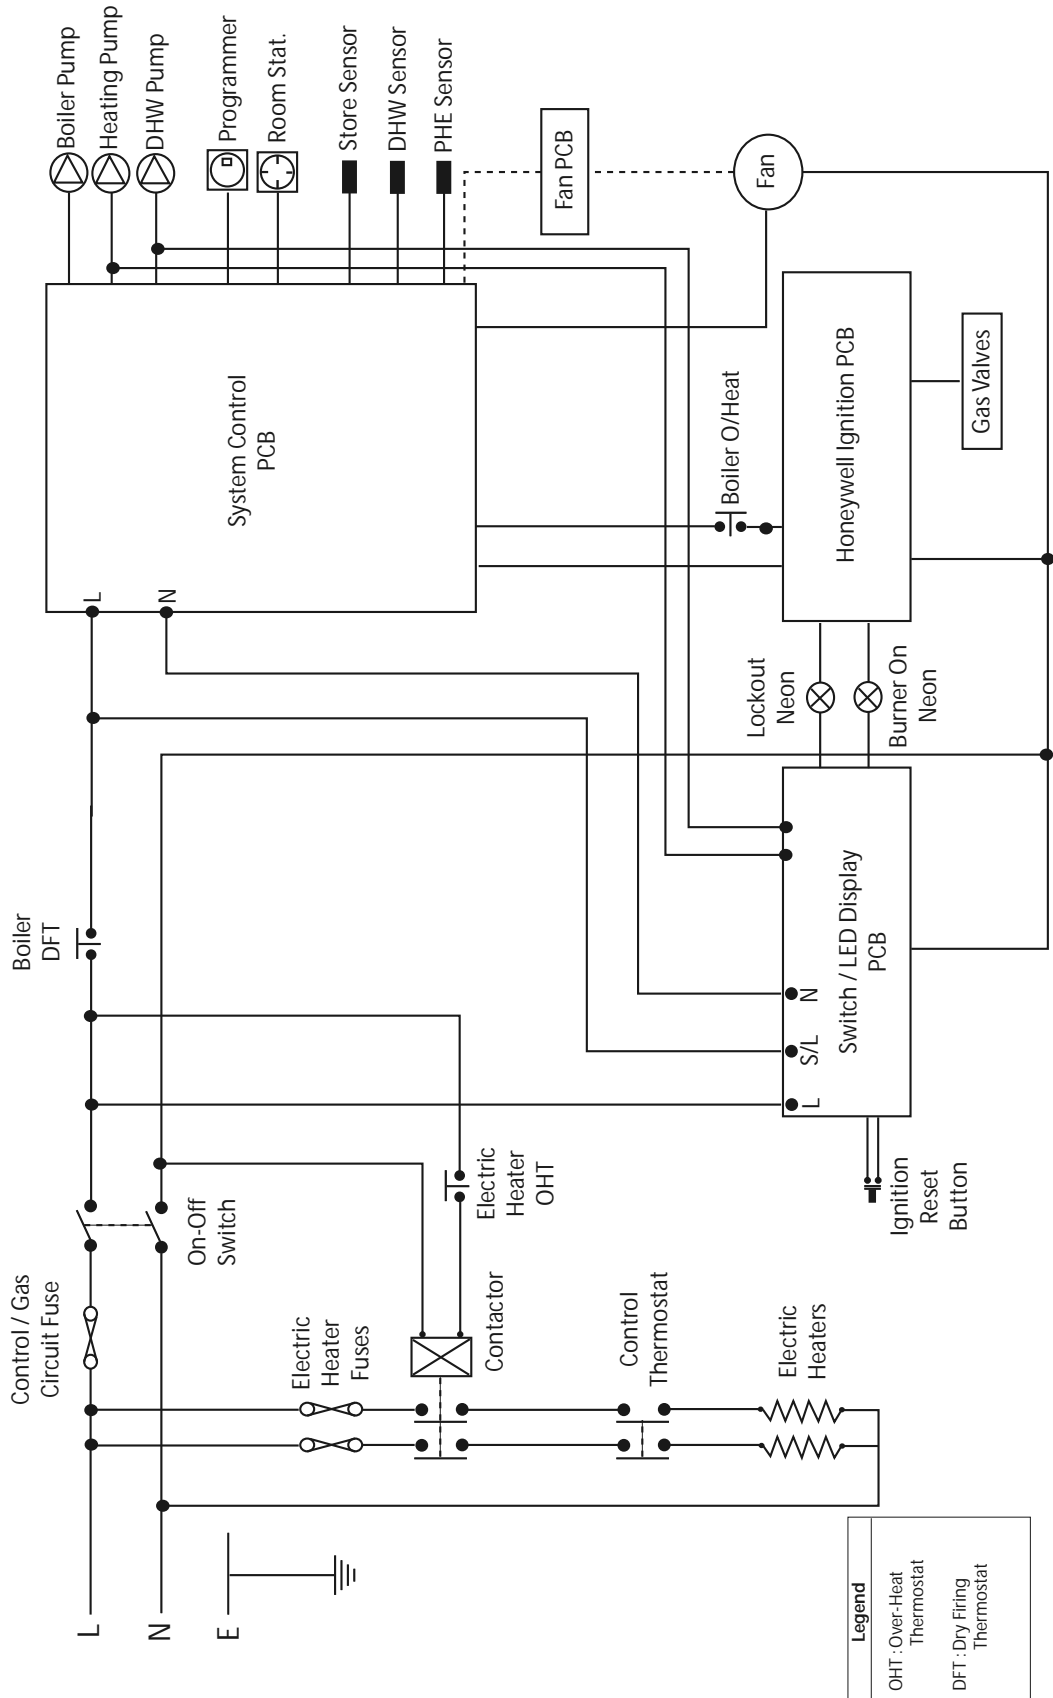 Boiler Pump
Heating Pump
DHW Pump
Programmer
Room Stat.
Store Sensor
DHW Sensor
PHE Sensor
Fan PCB
Fan
System Control
PCB
L
N
Boiler O/Heat
Honeywell Ignition PCB
Gas Valves
Lockout
Neon
Burner On
Neon
Boiler
DFT
Switch / LED Display
PCB
N
S/L
L
Ignition
Reset
Button
Electric
Heater
OHT
On-Off
Switch
Control / Gas
Circuit Fuse
Electric
Heater
Fuses
Contactor
Control
Thermostat
Electric
Heaters
L
N
E
Legend
OHT : Over-Heat
Thermostat
DFT : Dry Firing
Thermostat